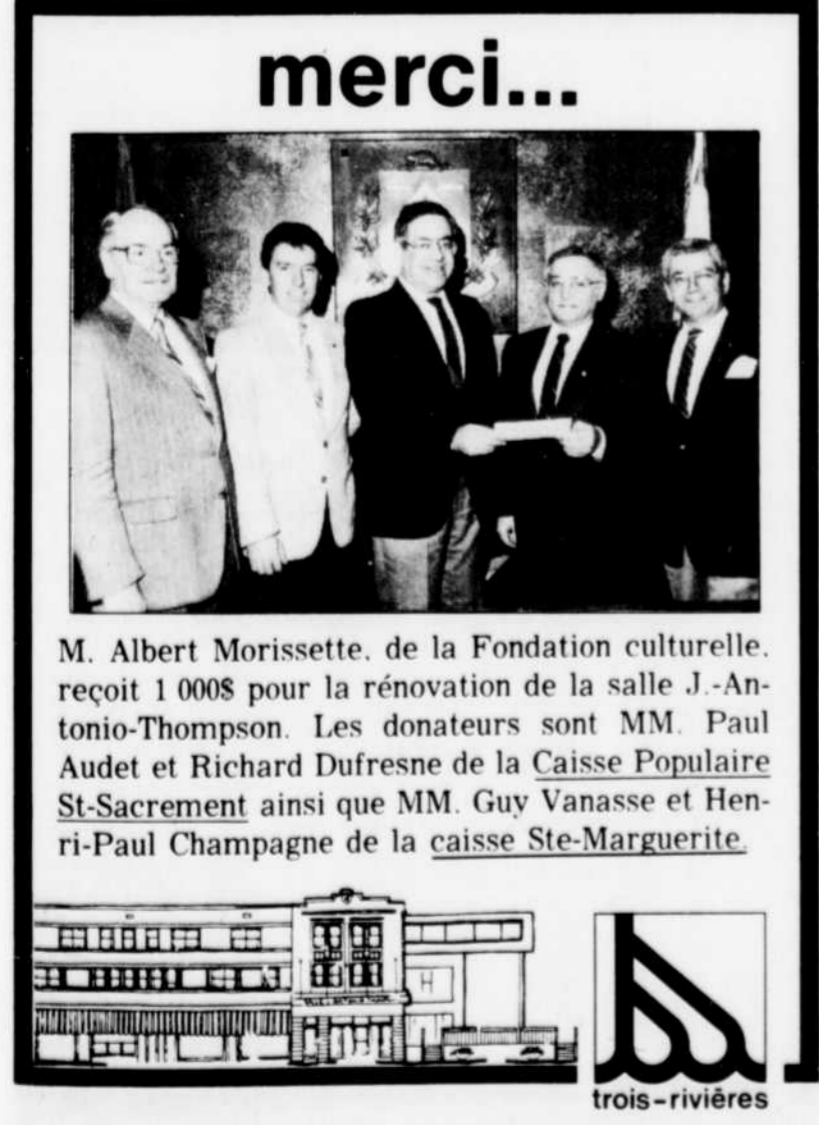 merci...
M. Albert Morissette, de la Fondation culturelle,
reçoit 1 000$ pour la rénovation de la salle J.-An-
tonio-Thompson. Les donateurs sont MM. Paul
Audet et Richard Dufresne de la Caisse Populaire
St-Sacrement ainsi que MM. Guy Vanasse et Hen-
ri-Paul Champagne de la caisse Ste-Marguerite.
H
trois-rivières